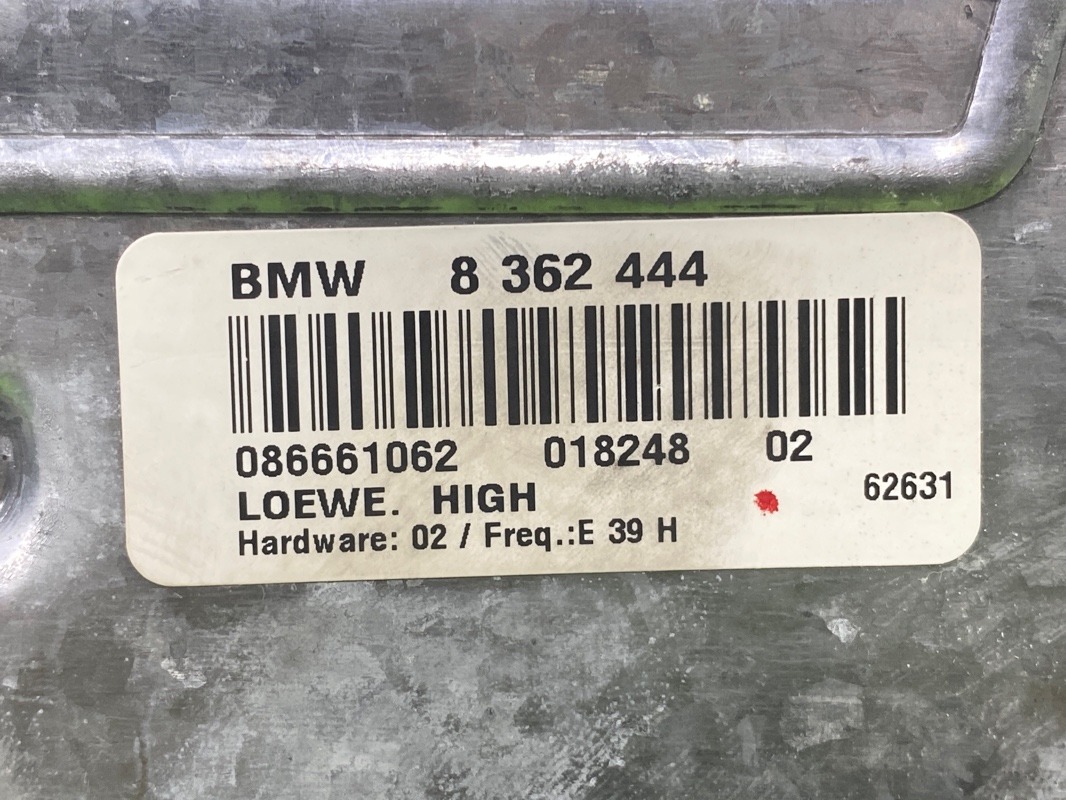 BMW 8 362 444
086661062 018248 02
LOEWE. HIGH 62631
Hardware: 02 / Freq.:E 39 H